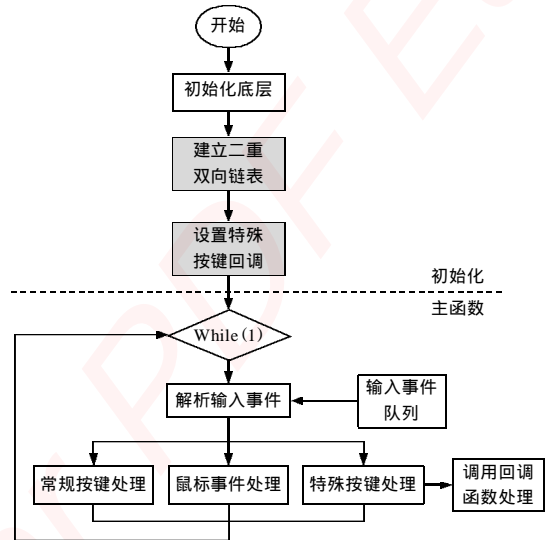 开始
初始化底层
建立二重
双向链表
设置特殊
按键回调
初始化
主函数
While(1)
解析输入事件
输入事件
队列
常规按键处理
鼠标事件处理
特殊按键处理
调用回调
函数处理